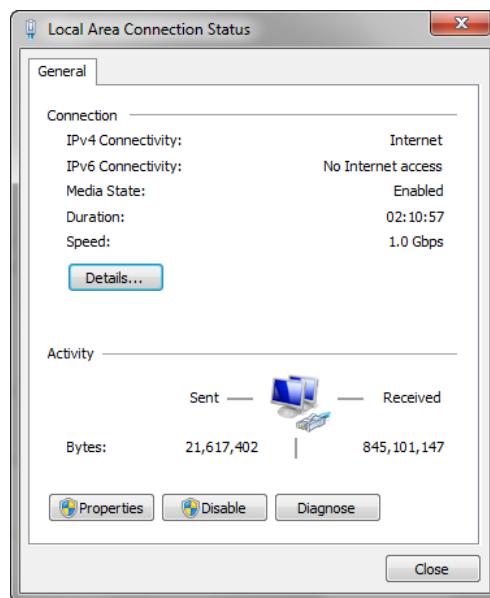 Local Area Connection Status
General
Connection
IPv4 Connectivity: Internet
IPv6 Connectivity: No Internet access
Media State: Enabled
Duration: 02:10:57
Speed: 1.0 Gbps
Details...
Activity
Sent Received
Bytes: 21,617,402 845,101,147
Properties Disable Diagnose
Close